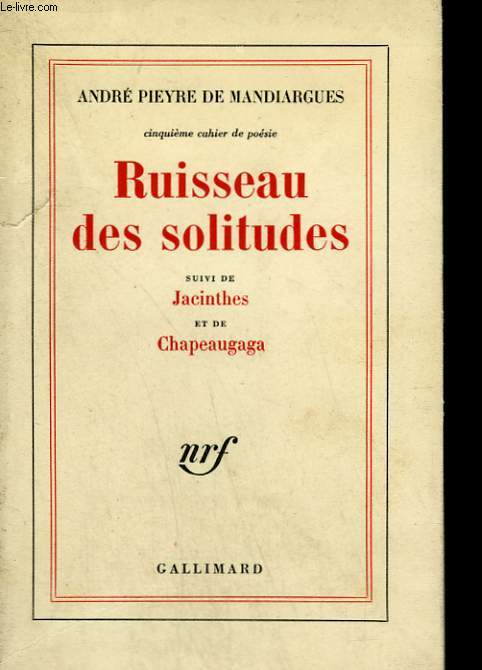 LE-LIVRE.COM
ANDRÉ PIEYRE DE MANDIARGUES
cinquième cahier de poésie
Ruisseau
des solitudes
SUIVI DE
Jacinthes
ET DE
Chapeaugaga
nrf
GALLIMARD